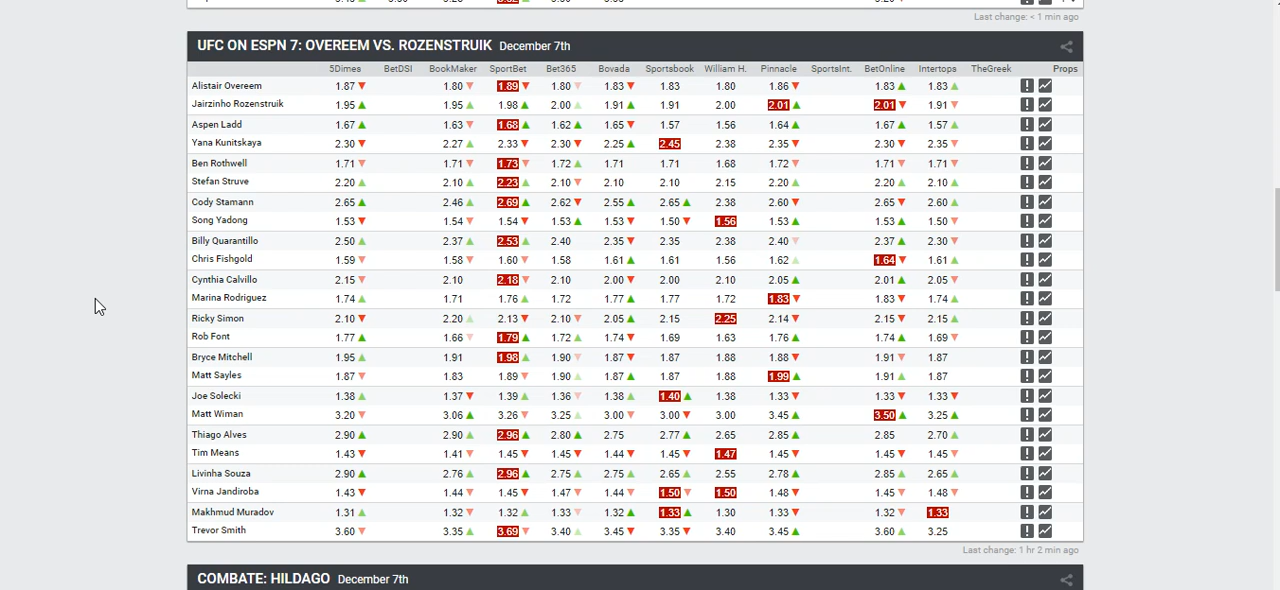 Last change: < 1 min ago
UFC ON ESPN 7: OVEREEM VS. ROZENSTRUIK December 7th
5Dimes BetDSI BookMaker SportBet Bet365 Bovada Sportsbook William H. Pinnacle SportsInt. BetOnline Intertops TheGreek Props
Alistair Overeem 1.87▼ 1.80▼ 1.89▼ 1.80▼ 1.83▼ 1.83 1.80 1.86▼ 1.83▲ 1.83▲
Jairzinho Rozenstruik 1.95▲ 1.95▲ 1.98▲ 2.00▲ 1.91▲ 1.91 2.00 2.01▲ 2.01▼ 1.91▼
Aspen Ladd 1.67▲ 1.63▼ 1.68▲ 1.62▲ 1.65▼ 1.57 1.56 1.64▲ 1.67▲ 1.57▲
Yana Kunitskaya 2.30▼ 2.27▲ 2.33▼ 2.30▼ 2.25▲ 2.45 2.38 2.35▼ 2.30▼ 2.35▼
Ben Rothwell 1.71▼ 1.71▼ 1.73▼ 1.72▲ 1.71 1.71 1.68 1.72▼ 1.71▼ 1.71▼
Stefan Struve 2.20▲ 2.10▲ 2.23▲ 2.10▼ 2.10 2.10 2.15 2.20▲ 2.20▲ 2.10▲
Cody Stamann 2.65▲ 2.46▲ 2.69▲ 2.62▼ 2.55▲ 2.65▲ 2.38 2.60▼ 2.65▼ 2.60▲
Song Yadong 1.53▼ 1.54▼ 1.54▼ 1.53▲ 1.53▼ 1.50▼ 1.56 1.53▲ 1.53▲ 1.50▼
Billy Quarantillo 2.50▲ 2.37▲ 2.53▲ 2.40 2.35▼ 2.35 2.38 2.40▼ 2.37▲ 2.30▼
Chris Fishgold 1.59▼ 1.58▼ 1.60▼ 1.58 1.61▲ 1.61 1.56 1.62▲ 1.64▼ 1.61▲
Cynthia Calvillo 2.15▼ 2.10 2.18▼ 2.10 2.00▼ 2.00 2.10 2.05▲ 2.01▲ 2.05▼
Marina Rodriguez 1.74▲ 1.71 1.76▲ 1.72 1.77▲ 1.77 1.72 1.83▼ 1.83▼ 1.74▲
Ricky Simon 2.10▼ 2.20▲ 2.13▼ 2.10▼ 2.05▲ 2.15 2.25 2.14▼ 2.15▼ 2.15▲
Rob Font 1.77▲ 1.66▼ 1.79▲ 1.72▲ 1.74▼ 1.69 1.63 1.76▲ 1.74▲ 1.69▼
Bryce Mitchell 1.95▲ 1.91 1.98▲ 1.90▼ 1.87▼ 1.87 1.88 1.88▼ 1.91▼ 1.87
Matt Sayles 1.87▼ 1.83 1.89▼ 1.90▲ 1.87▲ 1.87 1.88 1.99▲ 1.91▲ 1.87
Joe Solecki 1.38▲ 1.37▼ 1.39▲ 1.36▼ 1.38▲ 1.40▲ 1.38 1.33▼ 1.33▼ 1.33▼
Matt Wiman 3.20▼ 3.06▲ 3.26▼ 3.25▲ 3.00▼ 3.00▼ 3.00 3.45▲ 3.50▲ 3.25▲
Thiago Alves 2.90▲ 2.90▲ 2.96▲ 2.80▲ 2.75 2.77▲ 2.65 2.85▲ 2.85 2.70▲
Tim Means 1.43▼ 1.41▼ 1.45▼ 1.45▼ 1.44▼ 1.45▼ 1.47 1.45▼ 1.45▼ 1.45▼
Livinha Souza 2.90▲ 2.76▲ 2.96▲ 2.75▲ 2.75▲ 2.65▲ 2.55 2.78▲ 2.85▲ 2.65▲
Virna Jandiroba 1.43▼ 1.44▼ 1.45▼ 1.47▼ 1.44▼ 1.50▼ 1.50 1.48▼ 1.45▼ 1.48▼
Makhmud Muradov 1.31▲ 1.32▼ 1.32▲ 1.33▼ 1.32▲ 1.33▲ 1.30 1.33▼ 1.32▼ 1.33
Trevor Smith 3.60▼ 3.35▲ 3.69▼ 3.40▲ 3.45▼ 3.35▼ 3.40 3.45▲ 3.60▲ 3.25
Last change: 1 hr 2 min ago
COMBATE: HILDAGO December 7th